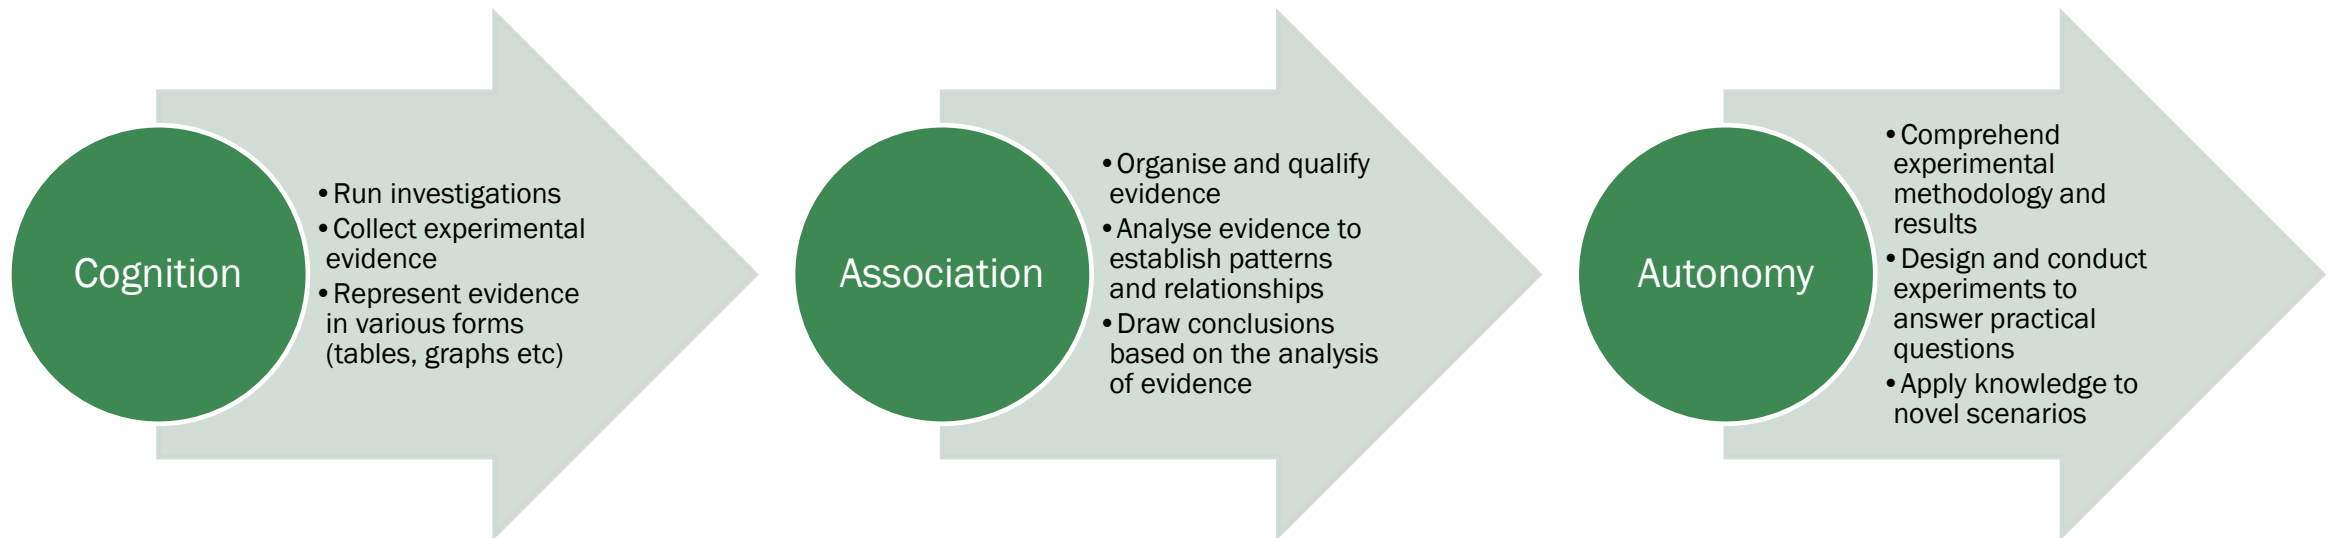 Cognition
•Run investigations
•Collect experimental
evidence
•Represent evidence
in various forms
(tables, graphs etc)
Association
•Organise and qualify
evidence
•Analyse evidence to
establish patterns
and relationships
•Draw conclusions
based on the analysis
of evidence
Autonomy
•Comprehend
experimental
methodology and
results
•Design and conduct
experiments to
answer practical
questions
•Apply knowledge to
novel scenarios